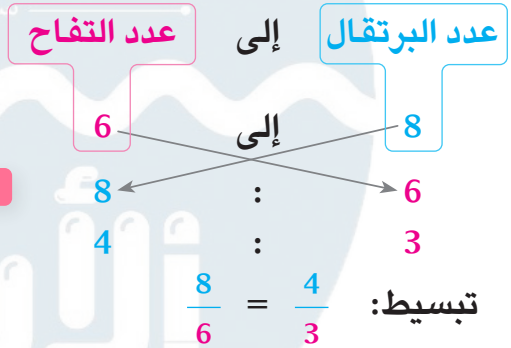 عدد البرتقال إلى عدد التفاح
8 إلى 6
6 : 8
3 : 4
تبسيط: 4/3 = 8/6